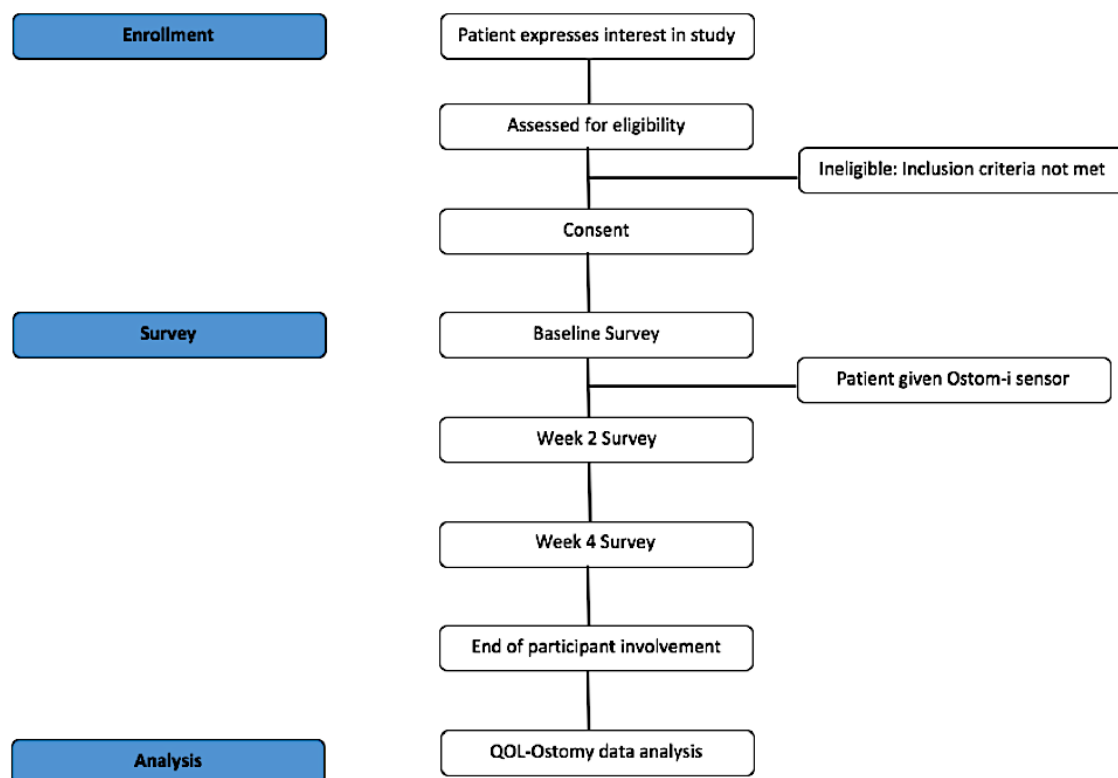 Enrollment
Patient expresses interest in study
Assessed for eligibility
Ineligible: Inclusion criteria not met
Consent
Survey
Baseline Survey
Patient given Ostom-i sensor
Week 2 Survey
Week 4 Survey
End of participant involvement
Analysis
QOL-Ostomy data analysis